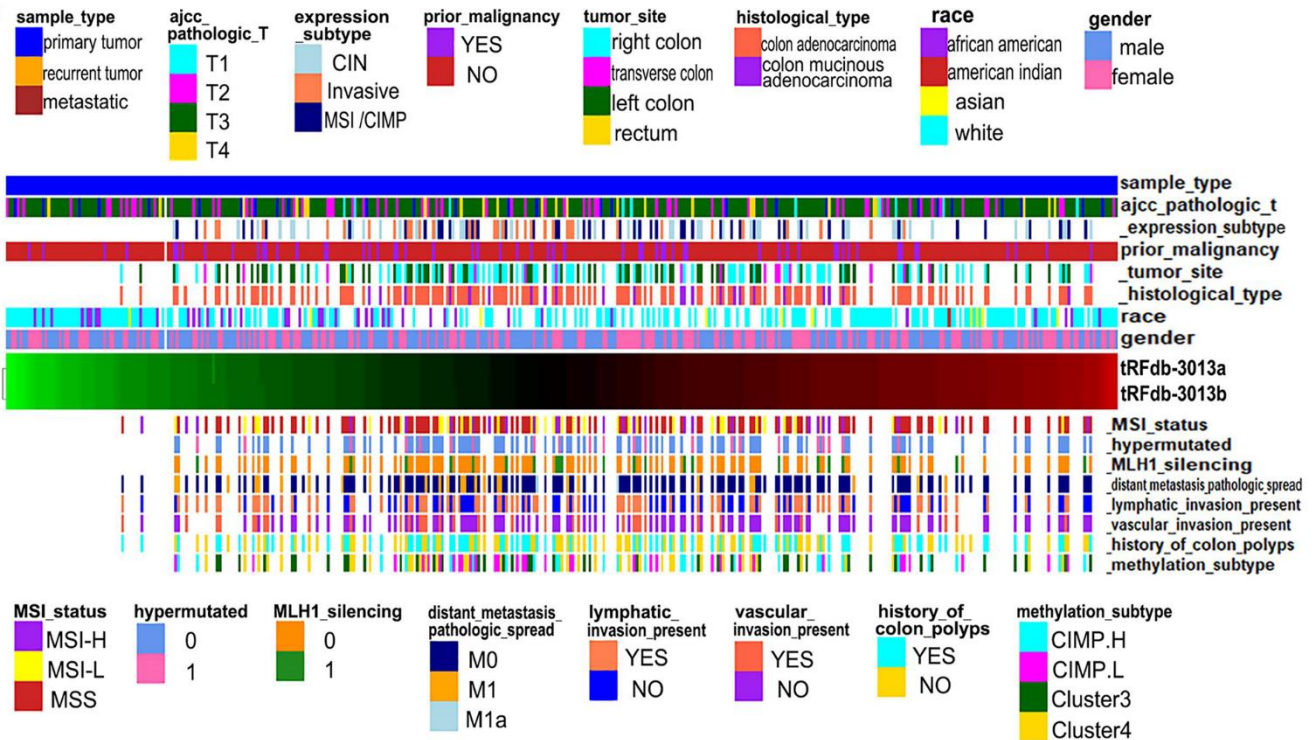 sample_type
primary tumor
recurrent tumor
metastatic
ajcc_
pathologic_T
T1
T2
T3
T4
expression
_subtype
CIN
Invasive
MSI /CIMP
prior_malignancy
YES
NO
tumor_site
right colon
transverse colon
left colon
rectum
histological_type
colon adenocarcinoma
colon mucinous
adenocarcinoma
race
african american
american indian
asian
white
gender
male
female
sample_type
ajcc_pathologic_t
_expression_subtype
prior_malignancy
_tumor_site
_histological_type
race
gender
tRFdb-3013a
tRFdb-3013b
_MSI_status
_hypermutated
_MLH1_silencing
_distant_metastasis_pathologic_spread
_lymphatic_invasion_present
_vascular_invasion_present
_history_of_colon_polyps
_methylation_subtype
MSI_status
MSI-H
MSI-L
MSS
hypermutated
0
1
MLH1_silencing
0
1
distant_metastasis_
pathologic_spread
M0
M1
M1a
lymphatic_
invasion_present
YES
NO
vascular_
invasion_present
YES
NO
history_of_
colon_polyps
YES
NO
methylation_subtype
CIMP.H
CIMP.L
Cluster3
Cluster4